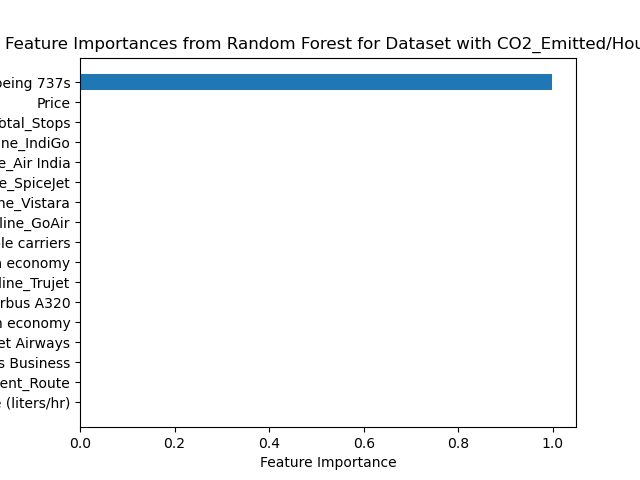 Feature Importances from Random Forest for Dataset with CO2_Emitted/Hou
being 737s
Price
otal_Stops
ne_IndiGo
e_Air India
e_SpiceJet
ne_Vistara
line_GoAir
le carriers
economy
line_Trujet
rbus A320
economy
et Airways
s Business
ent_Route
(liters/hr)
0.0 0.2 0.4 0.6 0.8 1.0
Feature Importance